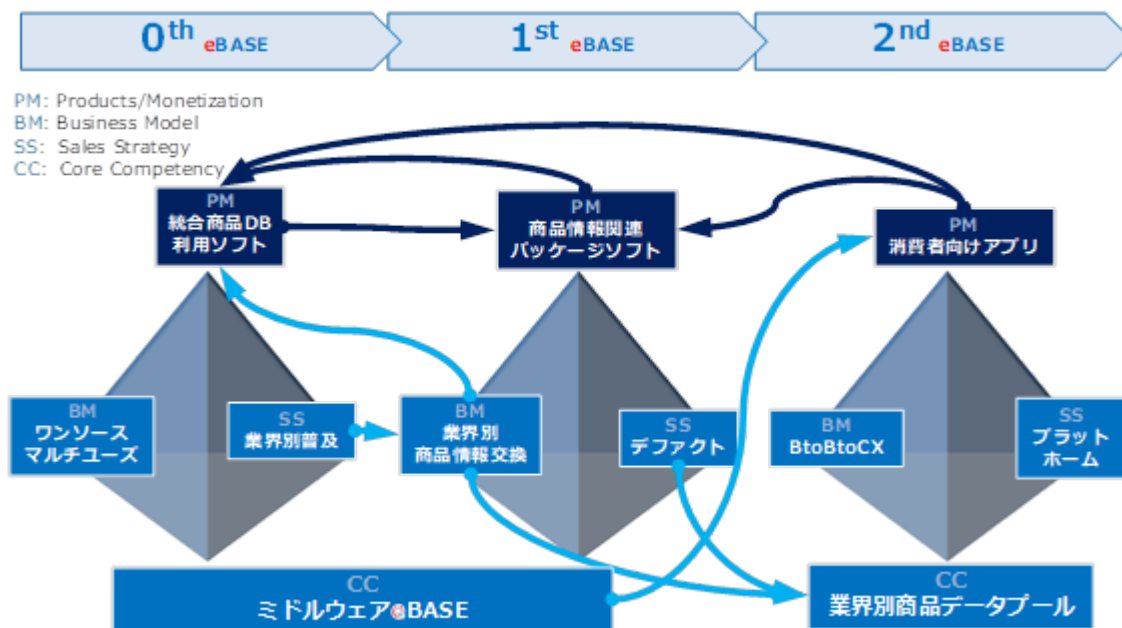 0th eBASE
1st eBASE
2nd eBASE
PM: Products/Monetization
BM: Business Model
SS: Sales Strategy
CC: Core Competency
PM
統合商品DB
利用ソフト
PM
商品情報関連
パッケージソフト
PM
消費者向けアプリ
BM
ワンソース
マルチユーズ
SS
業界別普及
BM
業界別
商品情報交換
SS
デファクト
BM
BtoBtoCX
SS
プラット
ホーム
CC
ミドルウェアeBASE
CC
業界別商品データプール